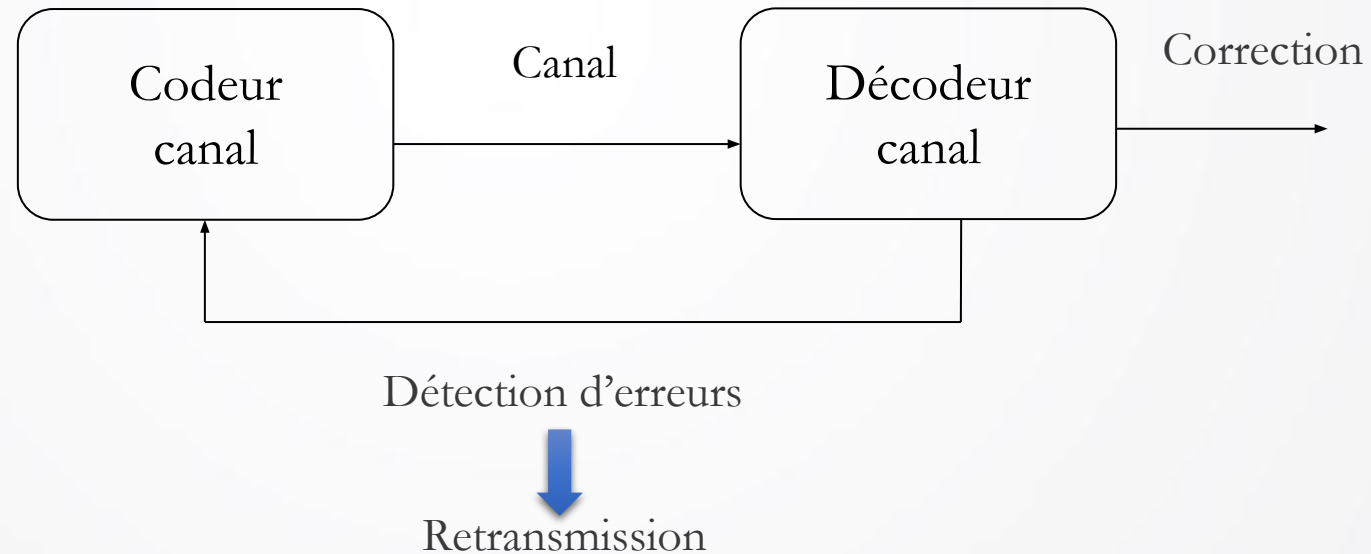 Codeur
canal
Canal
Décodeur
canal
Correction
Détection d'erreurs
Retransmission